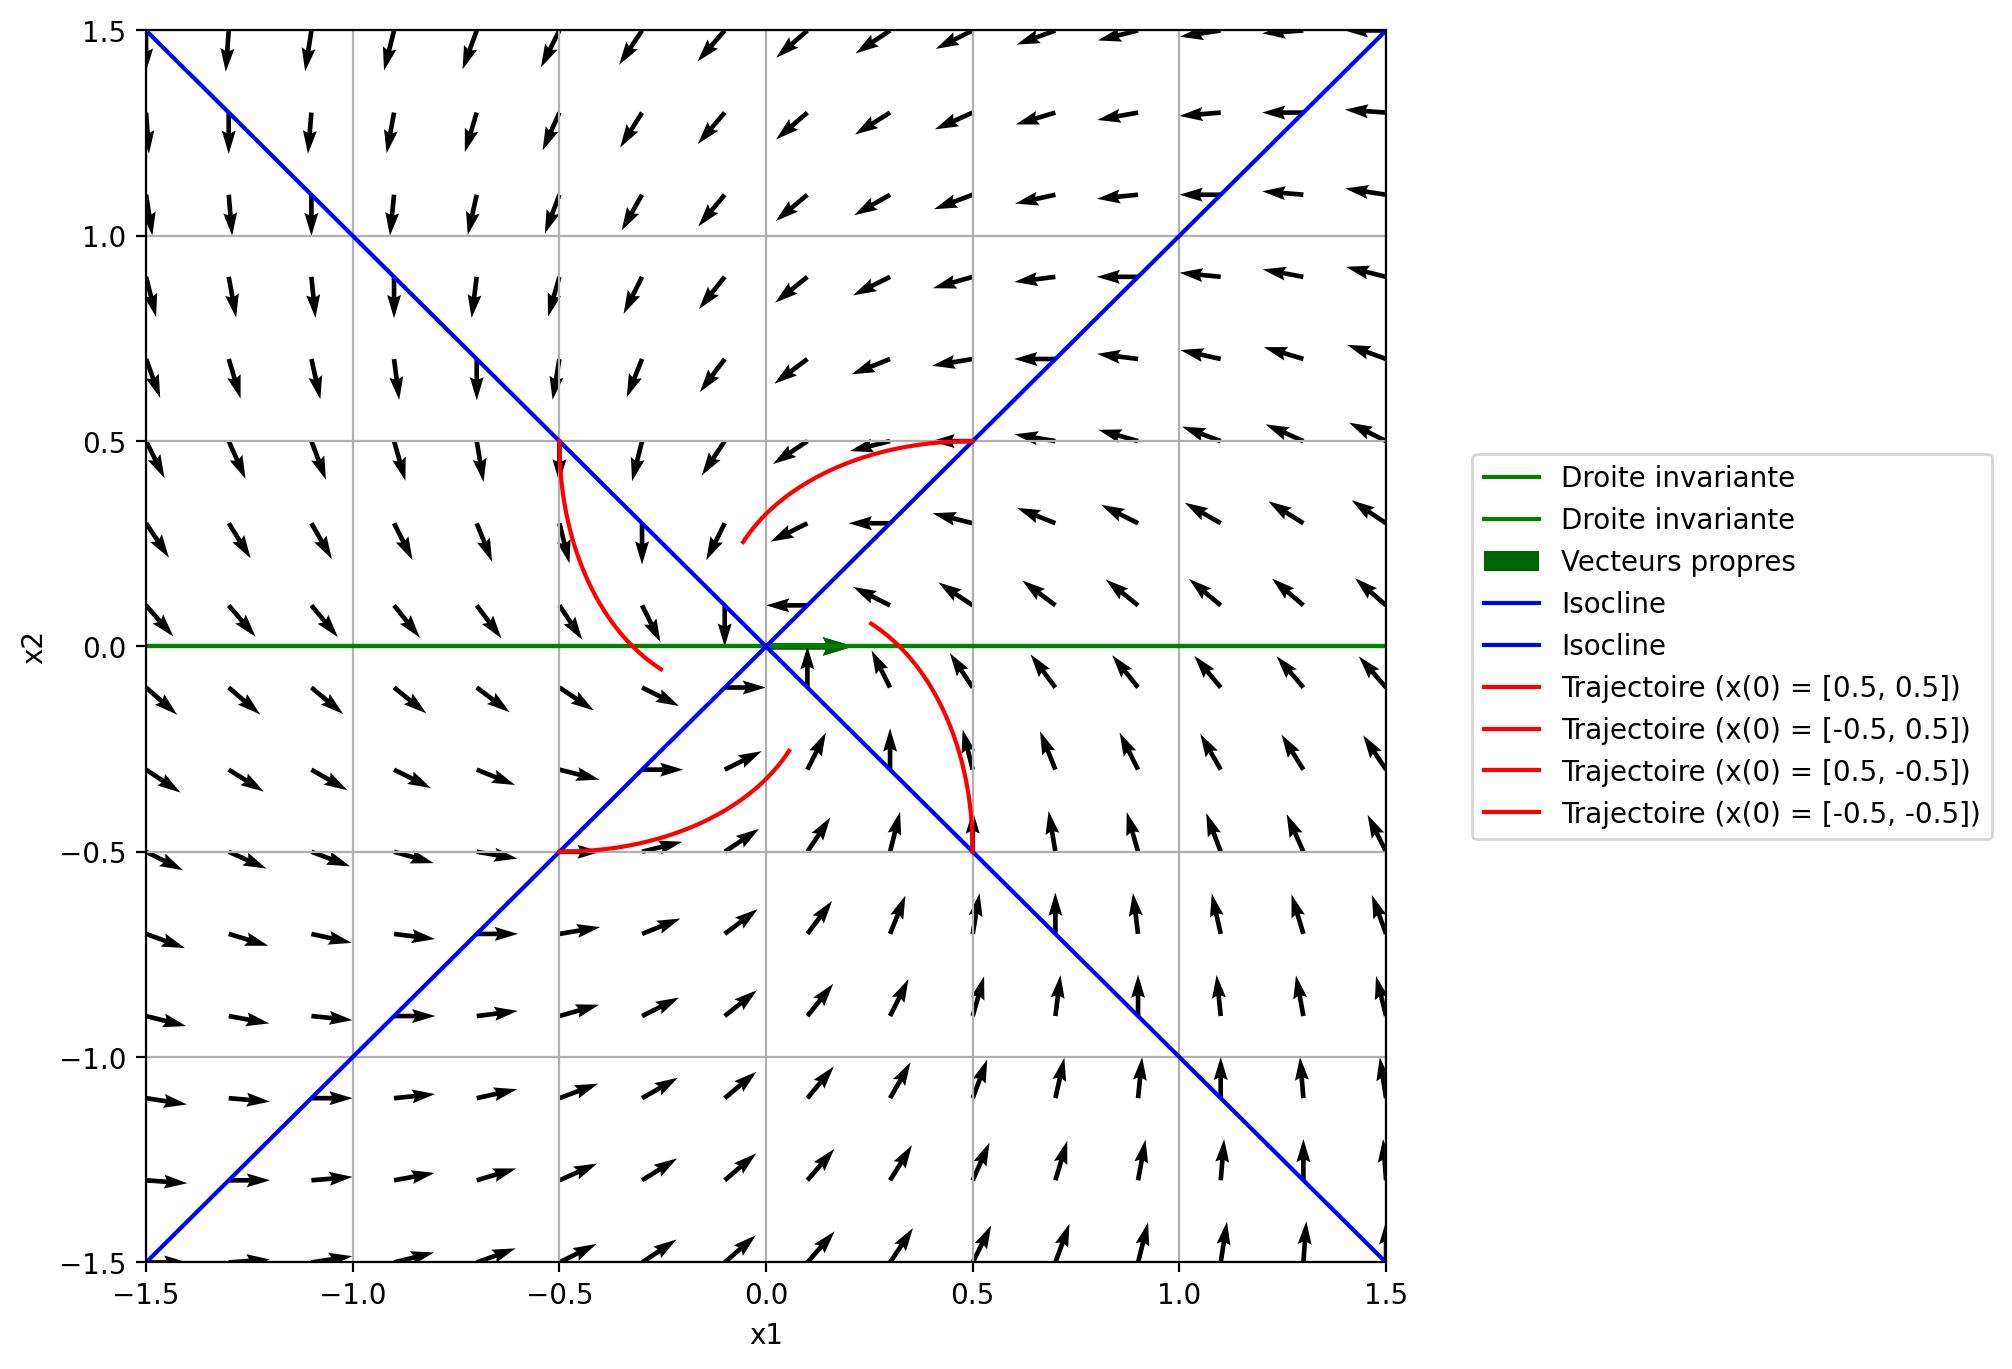 1.5
1.0
0.5
0.0
−0.5
−1.0
−1.5
x2
−1.5
−1.0
−0.5
0.0
0.5
1.0
1.5
x1
Droite invariante
Droite invariante
Vecteurs propres
Isocline
Isocline
Trajectoire (x(0) = [0.5, 0.5])
Trajectoire (x(0) = [-0.5, 0.5])
Trajectoire (x(0) = [0.5, -0.5])
Trajectoire (x(0) = [-0.5, -0.5])